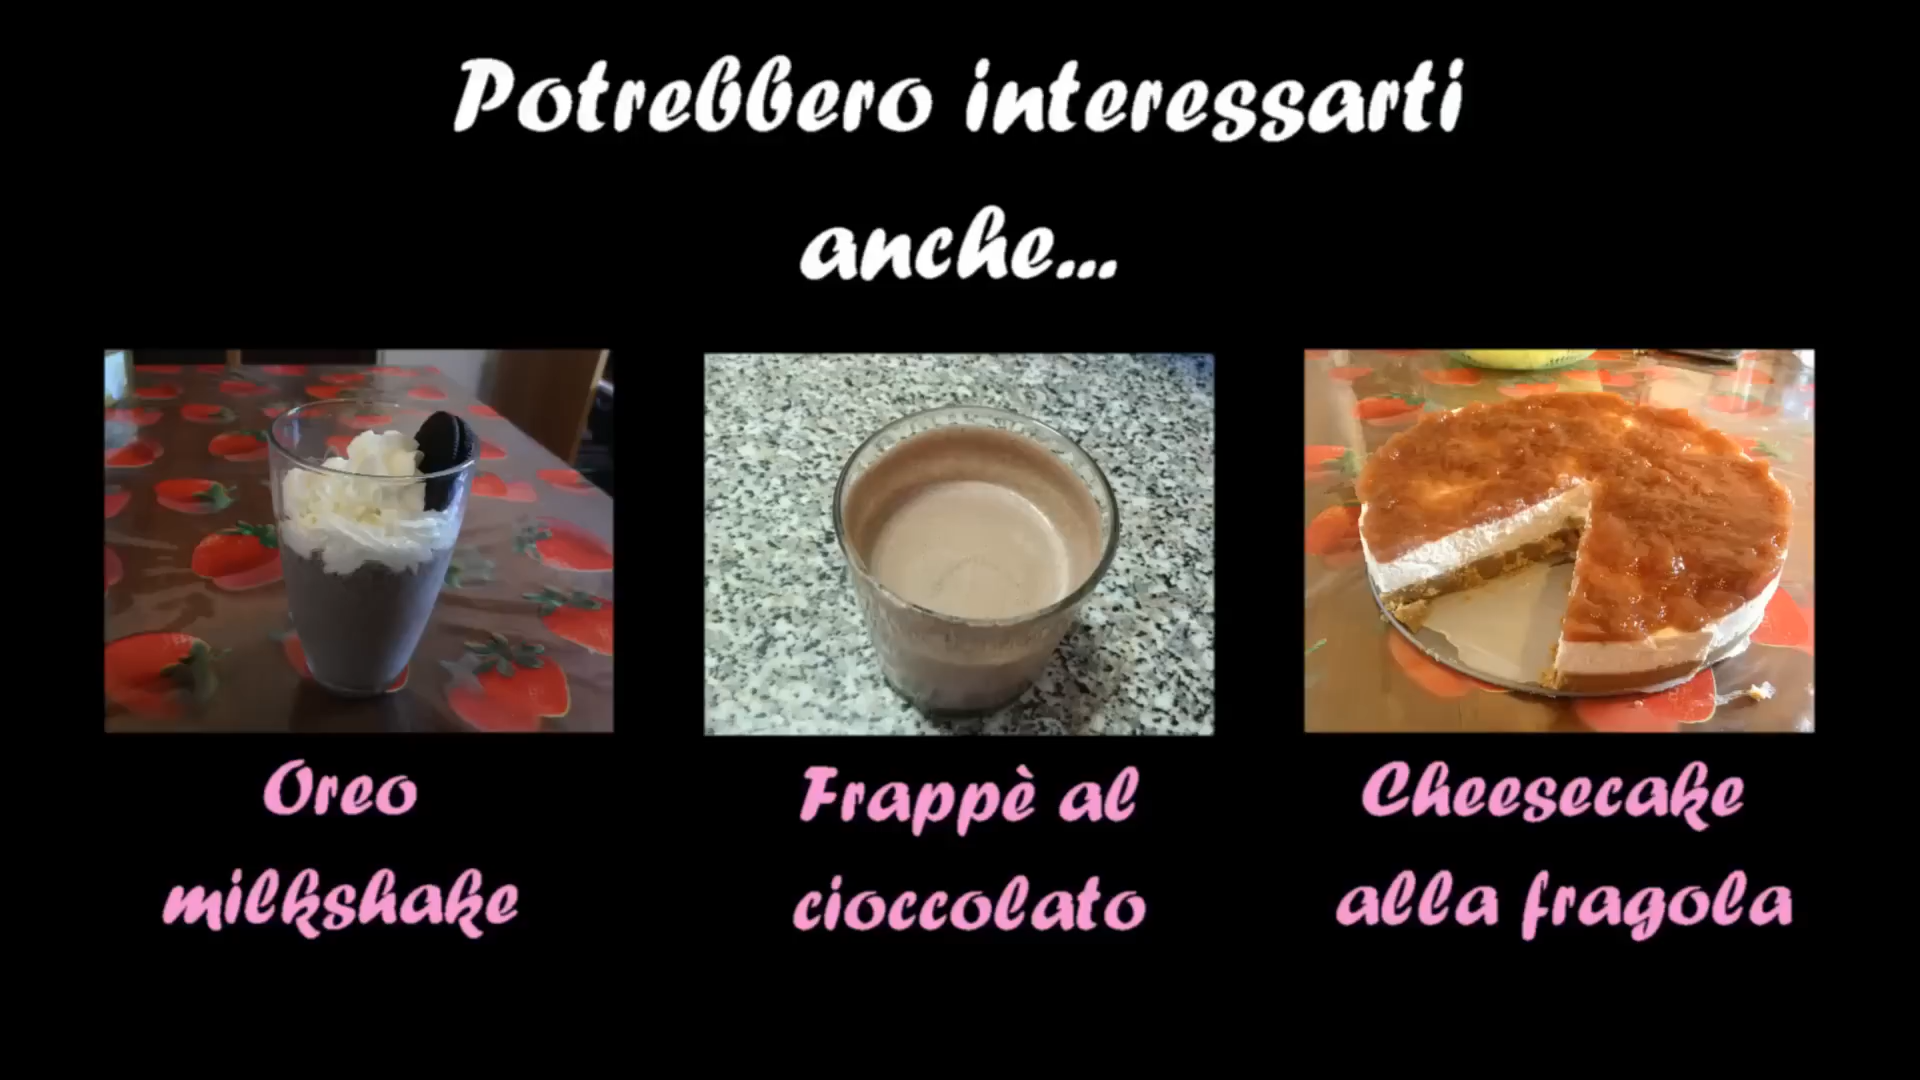 Potrebbero interessarti
anche...
Oreo
milkshake
Frappè al
cioccolato
Cheesecake
alla fragola